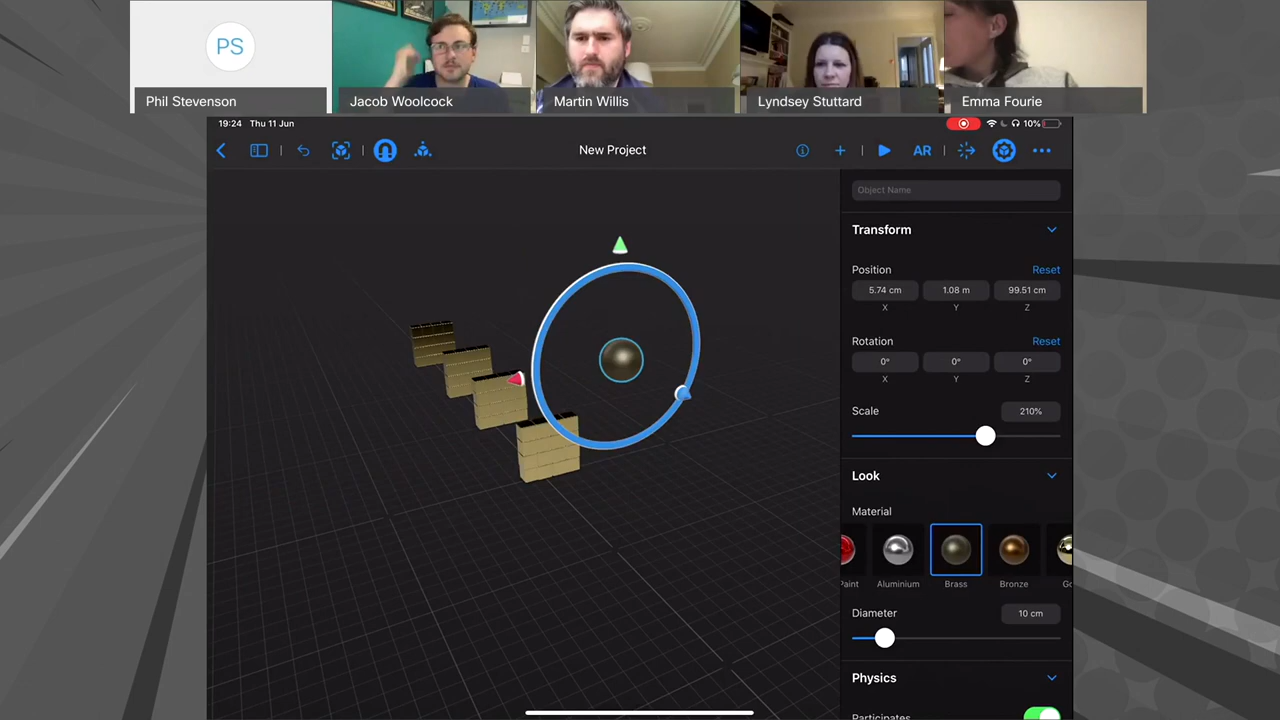 PS
Phil Stevenson
Jacob Woolcock
Martin Willis
Lyndsey Stuttard
Emma Fourie
19:24 Thu 11 Jun
10%
New Project
AR
Object Name
Transform
Position
Reset
5.74 cm
1.08 m
99.51 cm
X
Y
Z
Rotation
Reset
0°
0°
0°
X
Y
Z
Scale
210%
Look
Material
Paint
Aluminium
Brass
Bronze
Go
Diameter
10 cm
Physics
Participates